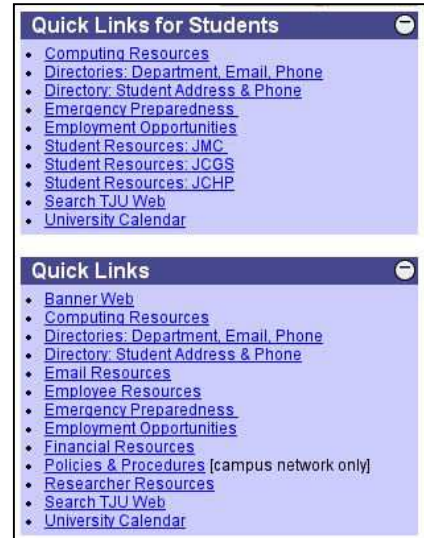 Quick Links for Students
Computing Resources
Directories: Department, Email, Phone
Directory: Student Address & Phone
Emergency Preparedness
Employment Opportunities
Student Resources: JMC
Student Resources: JCGS
Student Resources: JCHP
Search TJU Web
University Calendar
Quick Links
Banner Web
Computing Resources
Directories: Department, Email, Phone
Directory: Student Address & Phone
Email Resources
Employee Resources
Emergency Preparedness
Employment Opportunities
Financial Resources
Policies & Procedures [campus network only]
Researcher Resources
Search TJU Web
University Calendar